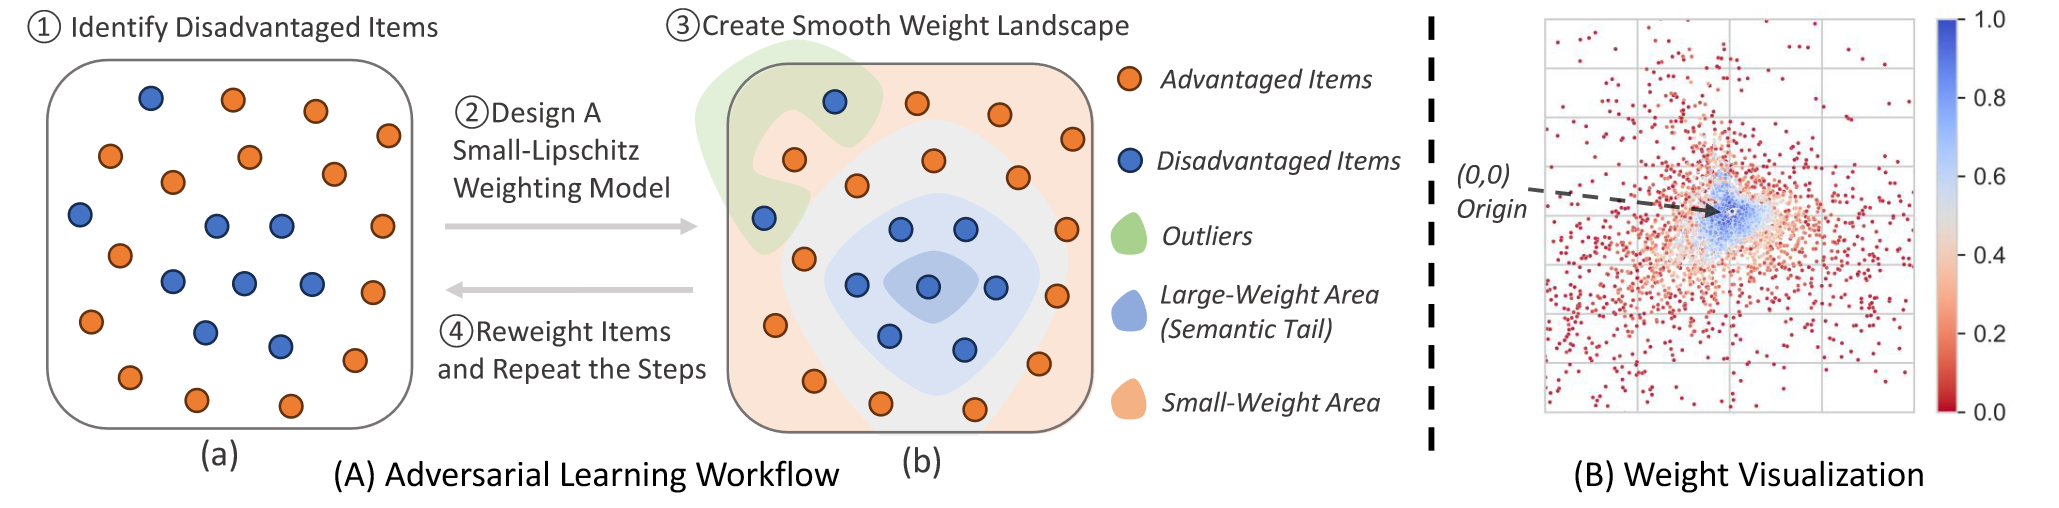 ① Identify Disadvantaged Items
②Design A
Small-Lipschitz
Weighting Model
④Reweight Items
and Repeat the Steps
③Create Smooth Weight Landscape
(a)
(b)
(A) Adversarial Learning Workflow
Advantaged Items
Disadvantaged Items
Outliers
Large-Weight Area
(Semantic Tail)
Small-Weight Area
(0,0)
Origin
1.0
0.8
0.6
0.4
0.2
0.0
(B) Weight Visualization